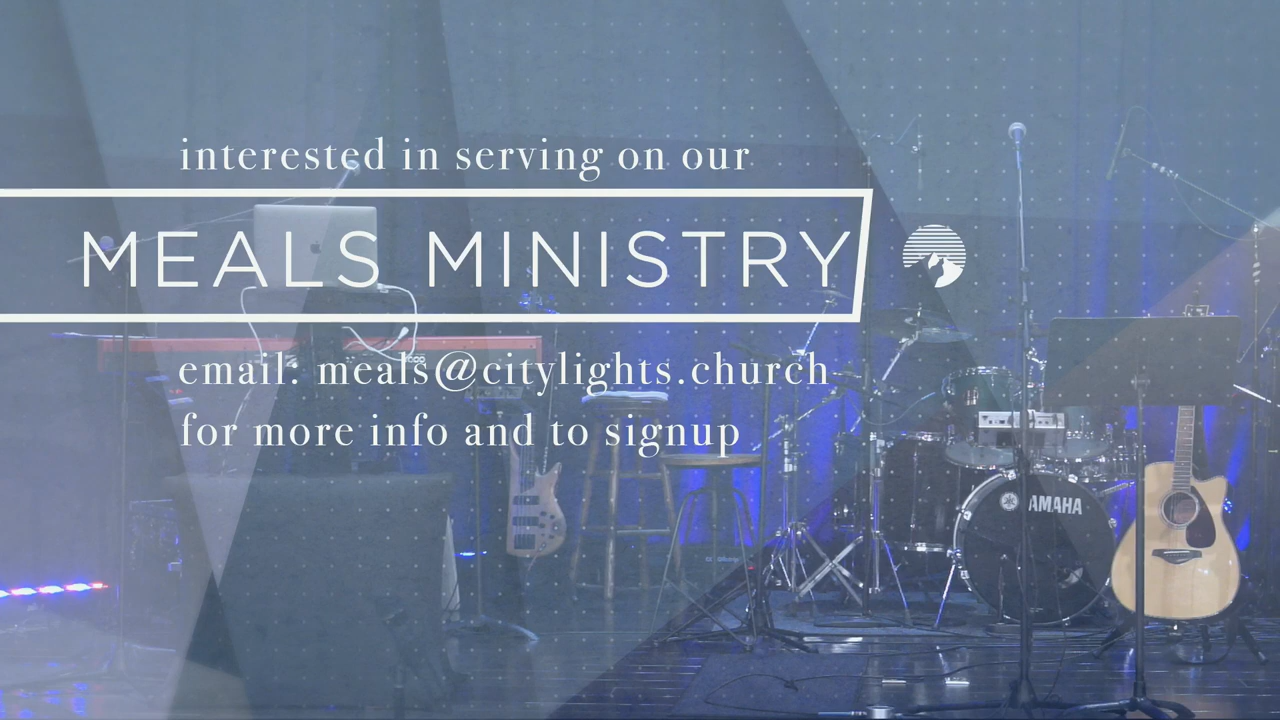 interested in serving on our
MEALS MINISTRY
email: meals@citylights.church
for more info and to signup
YAMAHA